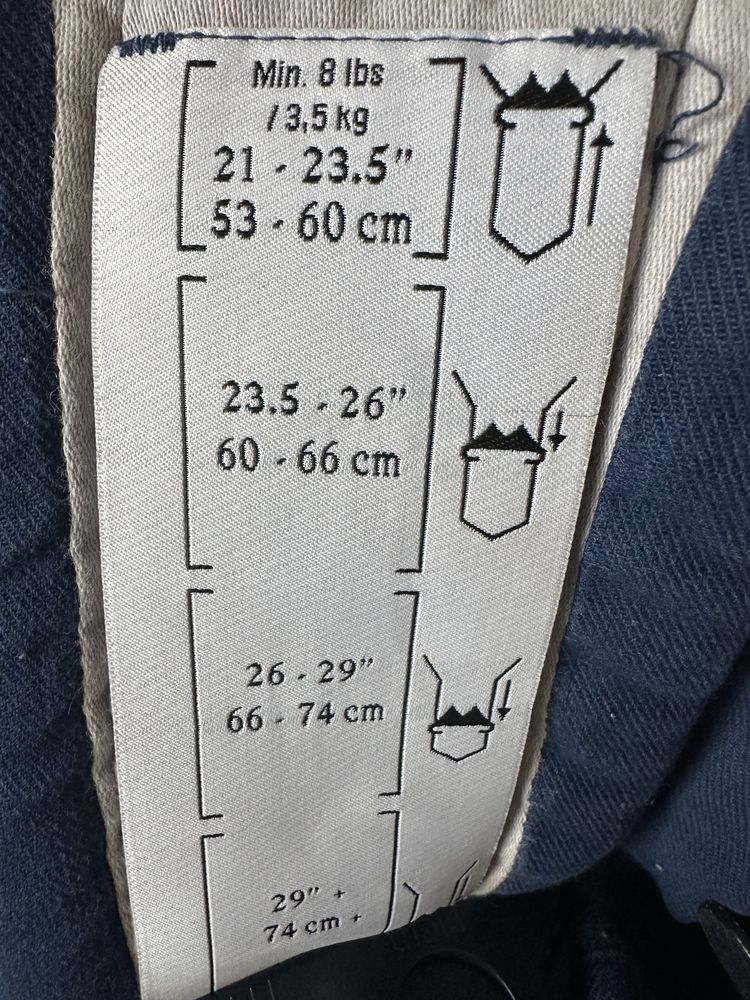 Min. 8 lbs
/ 3,5 kg
21 - 23.5"
53 - 60 cm
23.5 - 26"
60 - 66 cm
26 - 29"
66 - 74 cm
29" +
74 cm +